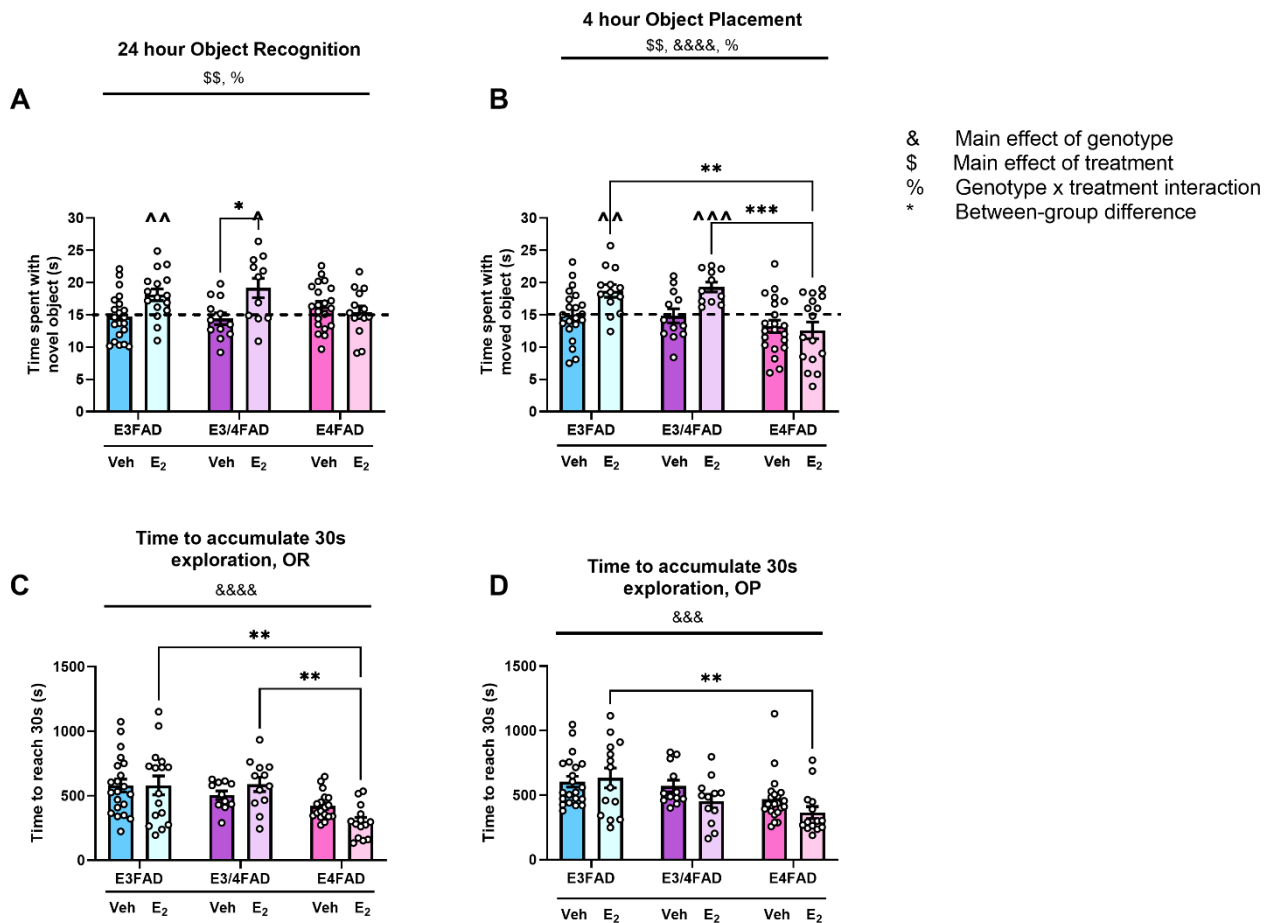 24 hour Object Recognition
$$, %
A
Time spent with
novel object (s)
30
25
20
15
10
5
0
^^
*
^
E3FAD
E3/4FAD
E4FAD
Veh
E₂
Veh
E₂
Veh
E₂
4 hour Object Placement
$$, &&&&, %
B
Time spent with
moved object (s)
30
25
20
15
10
5
0
**
^^
^^^
***
E3FAD
E3/4FAD
E4FAD
Veh
E₂
Veh
E₂
Veh
E₂
& Main effect of genotype
$ Main effect of treatment
% Genotype x treatment interaction
* Between-group difference
Time to accumulate 30s
exploration, OR
&&&&
C
Time to reach 30s (s)
1500
1000
500
0
**
**
E3FAD
E3/4FAD
E4FAD
Veh
E₂
Veh
E₂
Veh
E₂
Time to accumulate 30s
exploration, OP
&&&
D
Time to reach 30s (s)
1500
1000
500
0
**
E3FAD
E3/4FAD
E4FAD
Veh
E₂
Veh
E₂
Veh
E₂